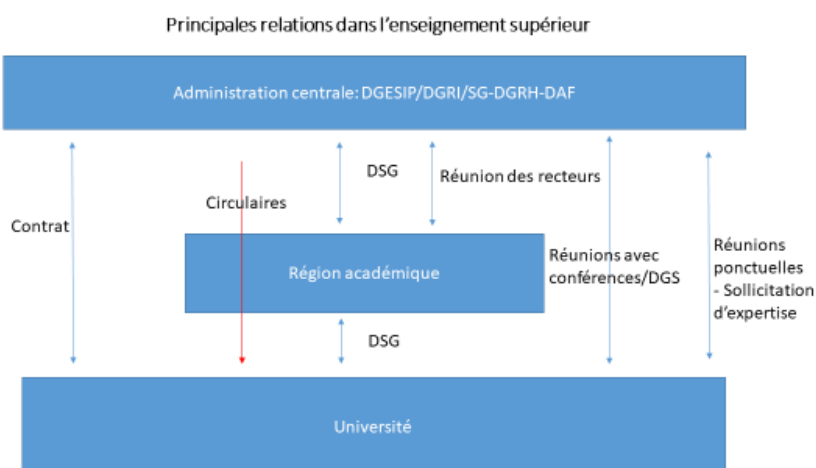 Principales relations dans l'enseignement supérieur
Administration centrale: DGESIP/DGRI/SG-DGRH-DAF
DSG
Réunion des recteurs
Circulaires
Contrat
Région académique
Réunions avec
conférences/DGS
Réunions
ponctuelles
- Sollicitation
d'expertise
DSG
Université